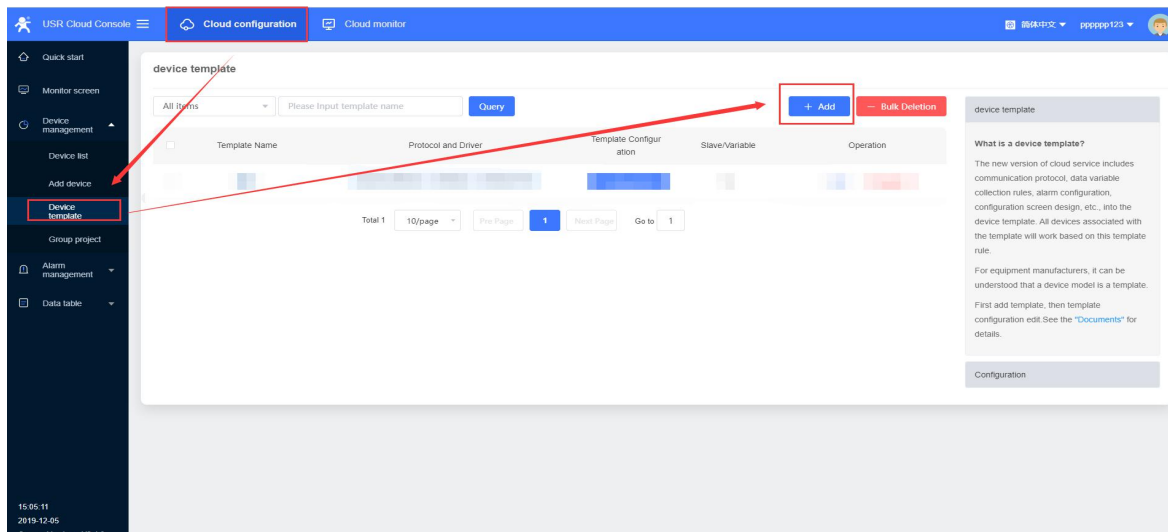 USR Cloud Console
Cloud configuration
Cloud monitor
简体中文
pppppp123
Quick start
Monitor screen
Device
management
Device list
Add device
Device
template
Group project
Alarm
management
Data table
15:05:11
2019-12-05
device template
All items
Please Input template name
Query
+ Add
— Bulk Deletion
Template Name
Protocol and Driver
Template Configur
ation
Slave/Variable
Operation
Total 1
10/page
Pre Page
1
Next Page
Go to
1
device template
What is a device template?
The new version of cloud service includes
communication protocol, data variable
collection rules, alarm configuration,
configuration screen design, etc., into the
device template. All devices associated with
the template will work based on this template
rule.
For equipment manufacturers, it can be
understood that a device model is a template.
First add template, then template
configuration edit.See the "Documents" for
details.
Configuration